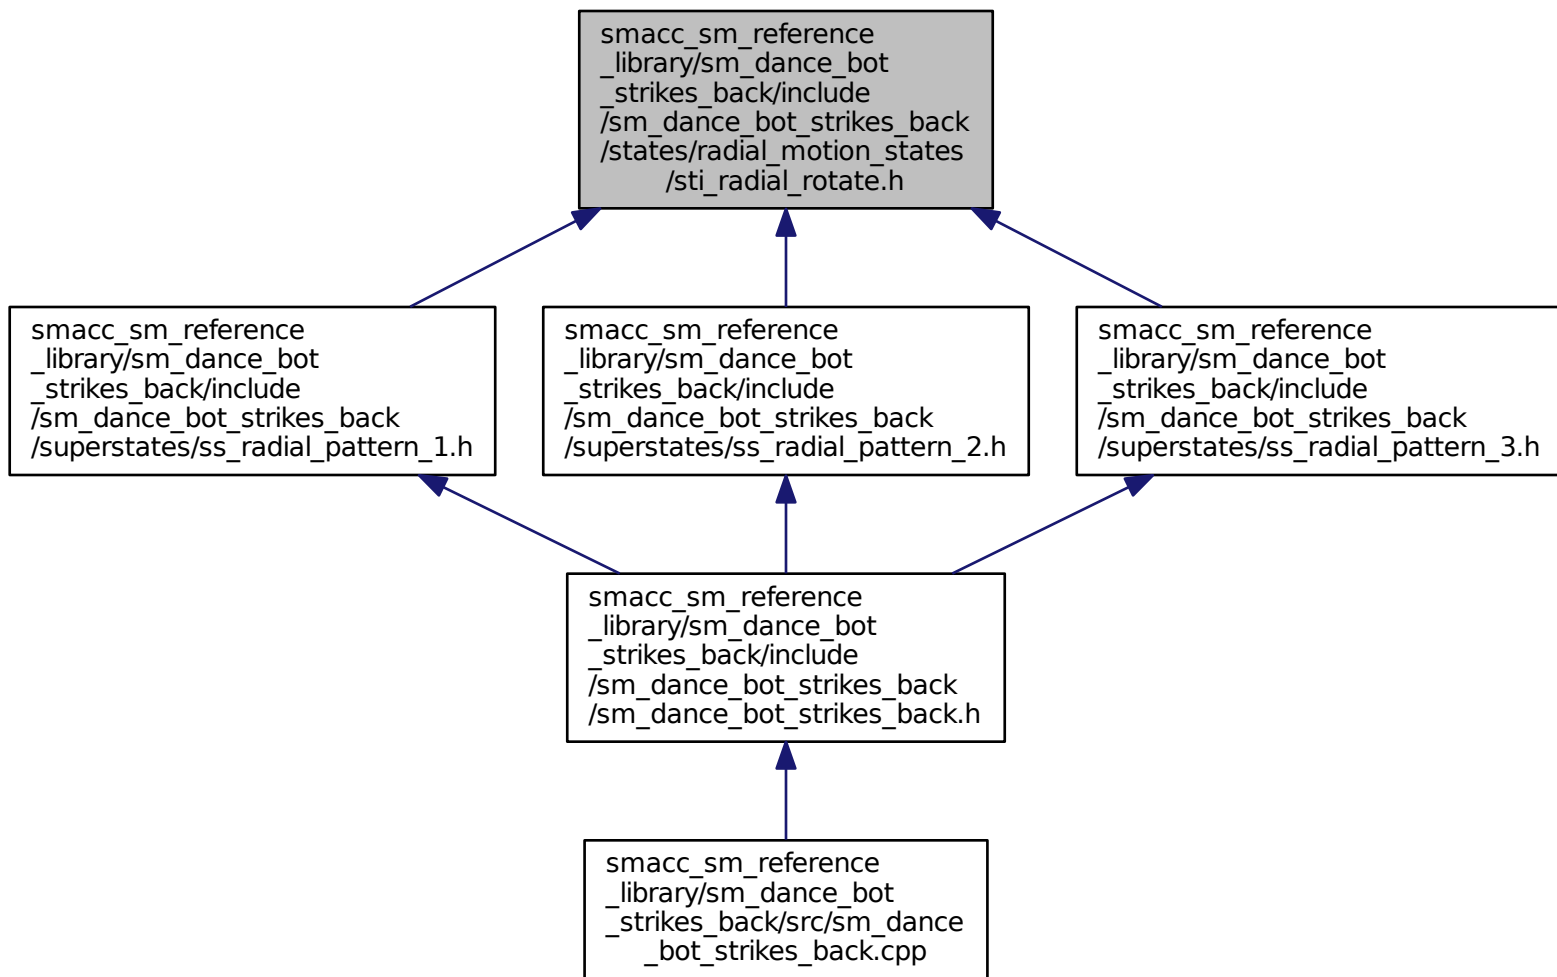 smacc_sm_reference
_library/sm_dance_bot
_strikes_back/include
/sm_dance_bot_strikes_back
/states/radial_motion_states
/sti_radial_rotate.h
smacc_sm_reference
_library/sm_dance_bot
_strikes_back/include
/sm_dance_bot_strikes_back
/superstates/ss_radial_pattern_1.h
smacc_sm_reference
_library/sm_dance_bot
_strikes_back/include
/sm_dance_bot_strikes_back
/superstates/ss_radial_pattern_2.h
smacc_sm_reference
_library/sm_dance_bot
_strikes_back/include
/sm_dance_bot_strikes_back
/superstates/ss_radial_pattern_3.h
smacc_sm_reference
_library/sm_dance_bot
_strikes_back/include
/sm_dance_bot_strikes_back
/sm_dance_bot_strikes_back.h
smacc_sm_reference
_library/sm_dance_bot
_strikes_back/src/sm_dance
_bot_strikes_back.cpp